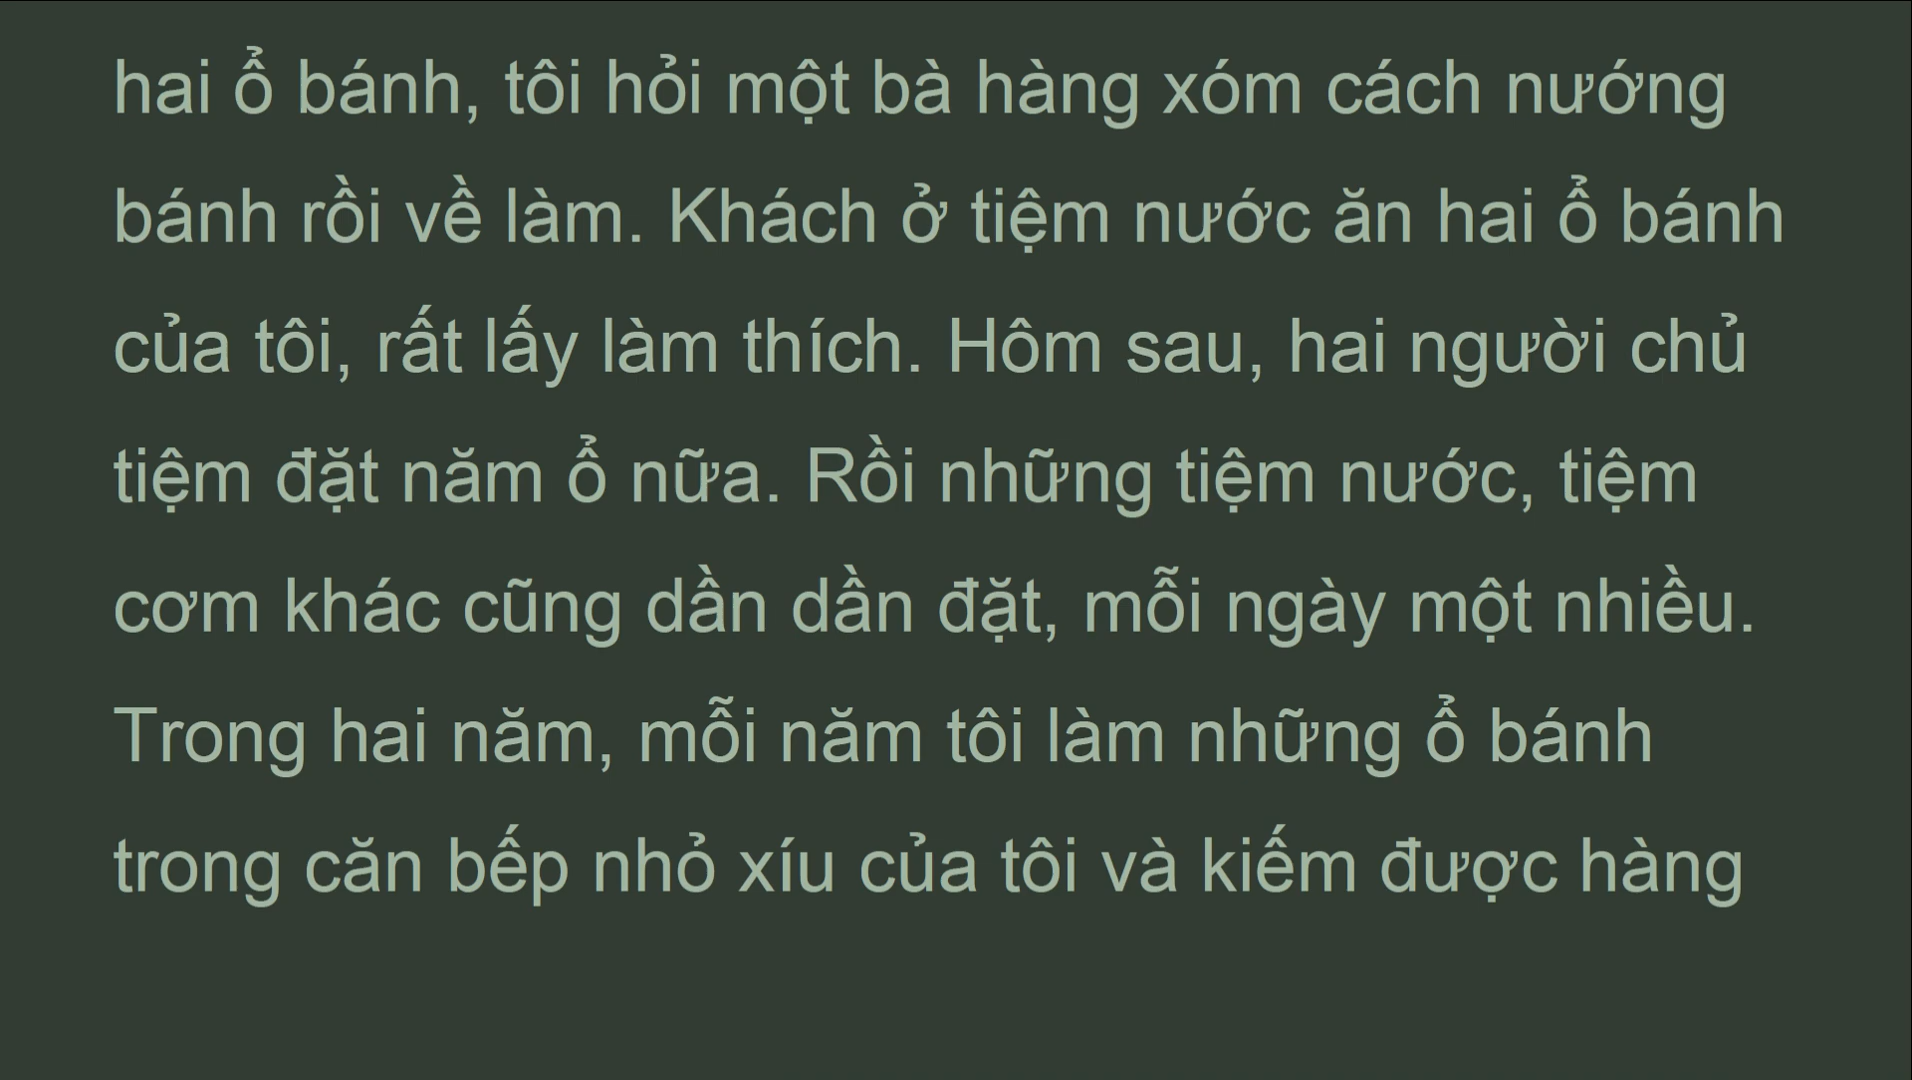 hai ổ bánh, tôi hỏi một bà hàng xóm cách nướng
bánh rồi về làm. Khách ở tiệm nước ăn hai ổ bánh
của tôi, rất lấy làm thích. Hôm sau, hai người chủ
tiệm đặt năm ổ nữa. Rồi những tiệm nước, tiệm
cơm khác cũng dần dần đặt, mỗi ngày một nhiều.
Trong hai năm, mỗi năm tôi làm những ổ bánh
trong căn bếp nhỏ xíu của tôi và kiếm được hàng